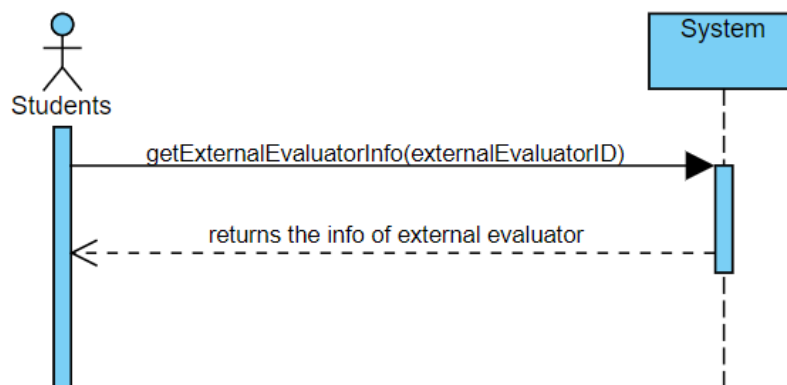 System
Students
getExternalEvaluatorInfo(externalEvaluatorID)
returns the info of external evaluator